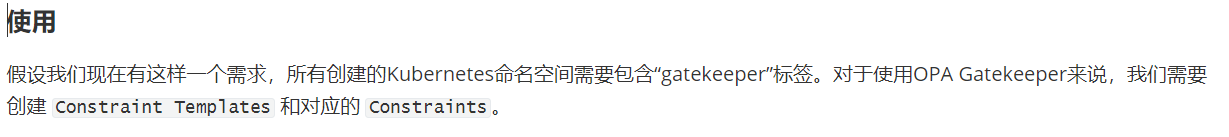 使用
假设我们现在有这样一个需求，所有创建的Kubernetes命名空间需要包含“gatekeeper”标签。对于使用OPA Gatekeeper来说，我们需要
创建 Constraint Templates 和对应的 Constraints。